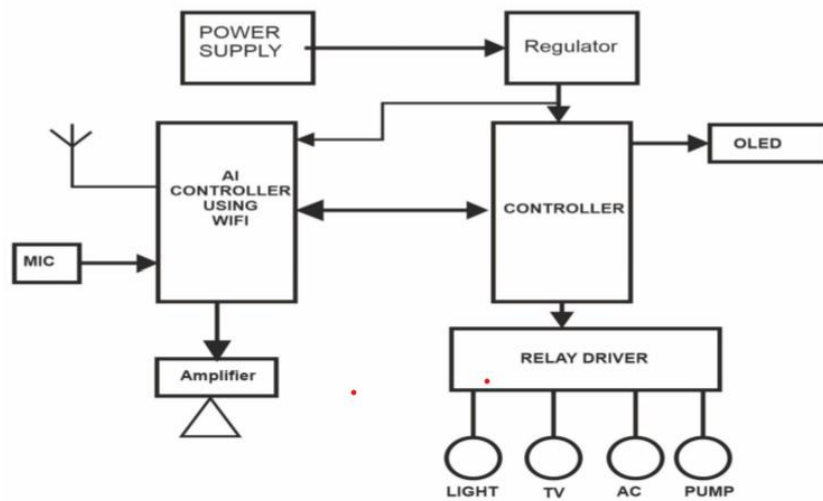 POWER
SUPPLY
Regulator
AI
CONTROLLER
USING
WIFI
CONTROLLER
OLED
MIC
Amplifier
RELAY DRIVER
LIGHT
TV
AC
PUMP